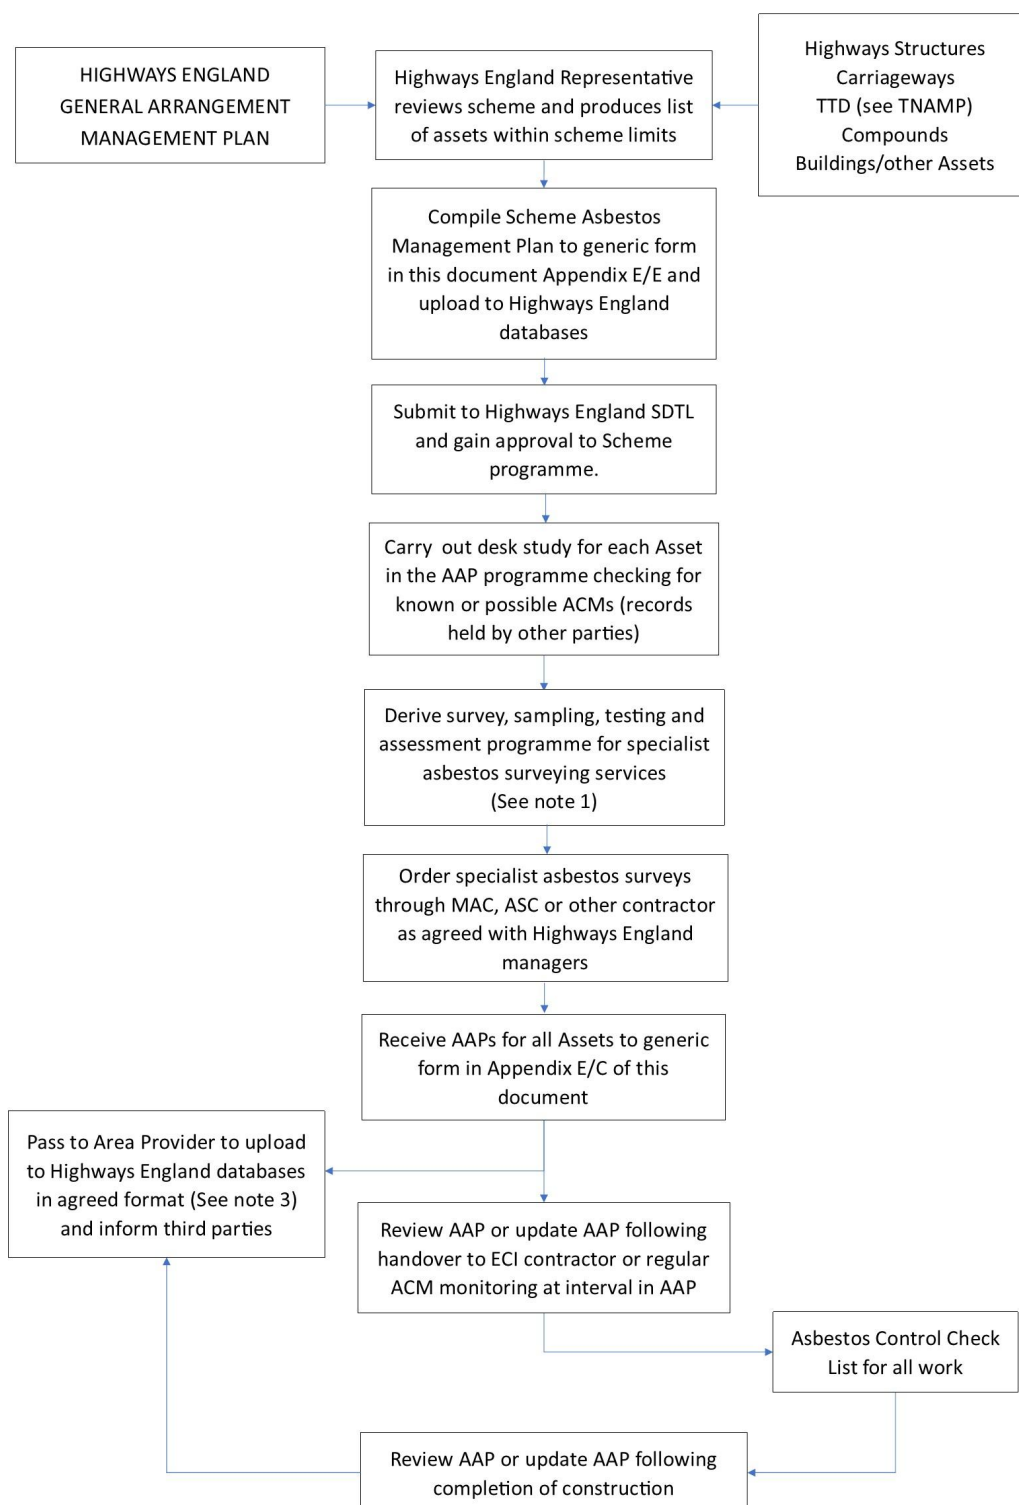 HIGHWAYS ENGLAND
GENERAL ARRANGEMENT
MANAGEMENT PLAN
Highways England Representative
reviews scheme and produces list
of assets within scheme limits
Highways Structures
Carriageways
TTD (see TNAMP)
Compounds
Buildings/other Assets
Compile Scheme Asbestos
Management Plan to generic form
in this document Appendix E/E and
upload to Highways England
databases
Submit to Highways England SDTL
and gain approval to Scheme
programme.
Carry out desk study for each Asset
in the AAP programme checking for
known or possible ACMs (records
held by other parties)
Derive survey, sampling, testing and
assessment programme for specialist
asbestos surveying services
(See note 1)
Order specialist asbestos surveys
through MAC, ASC or other contractor
as agreed with Highways England
managers
Receive AAPs for all Assets to generic
form in Appendix E/C of this
document
Pass to Area Provider to upload
to Highways England databases
in agreed format (See note 3)
and inform third parties
Review AAP or update AAP following
handover to ECI contractor or regular
ACM monitoring at interval in AAP
Asbestos Control Check
List for all work
Review AAP or update AAP following
completion of construction